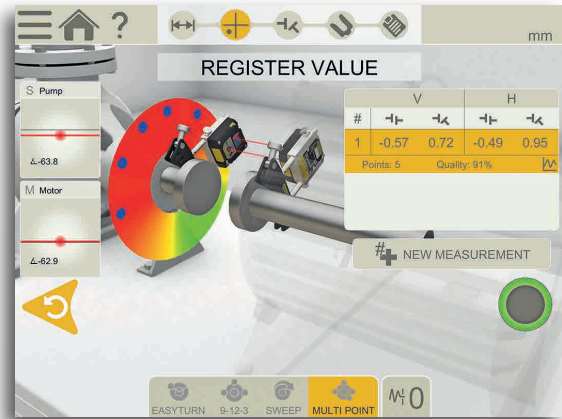 ?
mm
REGISTER VALUE
S Pump
∡-63.8
M Motor
∡-62.9
V H
#
1 -0.57 0.72 -0.49 0.95
Points: 5 Quality: 91%
# NEW MEASUREMENT
EASYTURN 9-12-3 SWEEP MULTI POINT
0